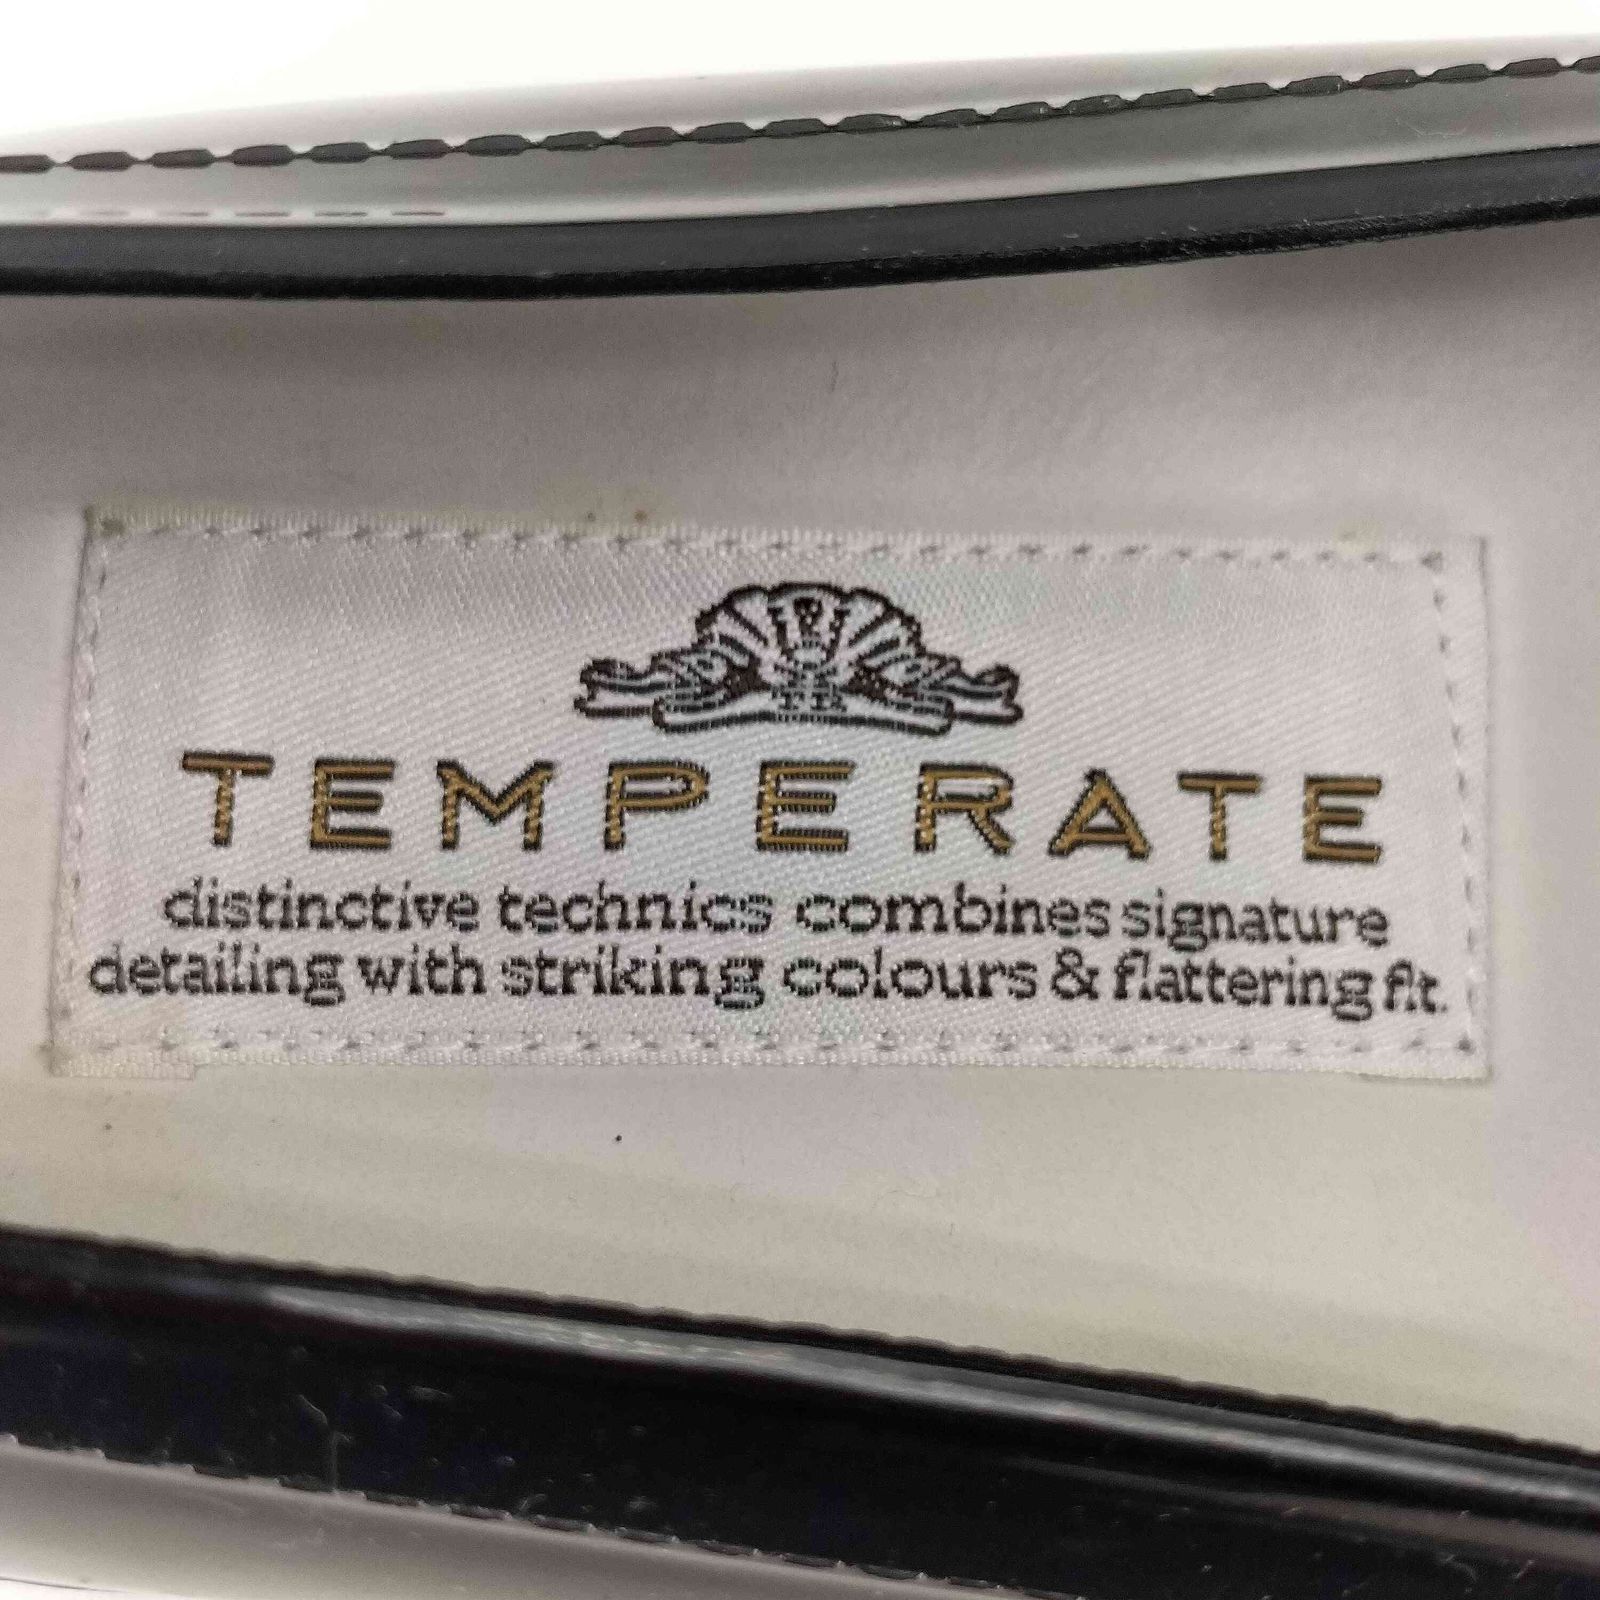 TEMPERATE
distinctive technics combines signature
detailing with striking colours & flattering fit.